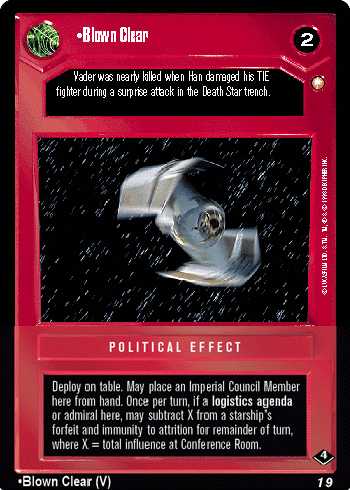 •Blown Clear
2
Vader was nearly killed when Han damaged his TIE
fighter during a surprise attack in the Death Star trench.
POLITICAL EFFECT
Deploy on table. May place an Imperial Council Member
here from hand. Once per turn, if a logistics agenda
or admiral here, may subtract X from a starship's
forfeit and immunity to attrition for remainder of turn,
where X = total influence at Conference Room.
4
•Blown Clear (V)
19